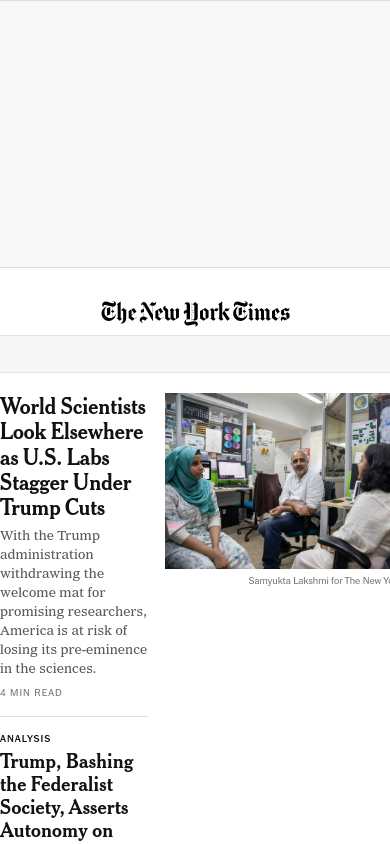 The New York Times
World Scientists
Look Elsewhere
as U.S. Labs
Stagger Under
Trump Cuts
With the Trump
administration
withdrawing the
welcome mat for
promising researchers,
America is at risk of
losing its pre-eminence
in the sciences.
4 MIN READ
Samyukta Lakshmi for The New Yo
ANALYSIS
Trump, Bashing
the Federalist
Society, Asserts
Autonomy on